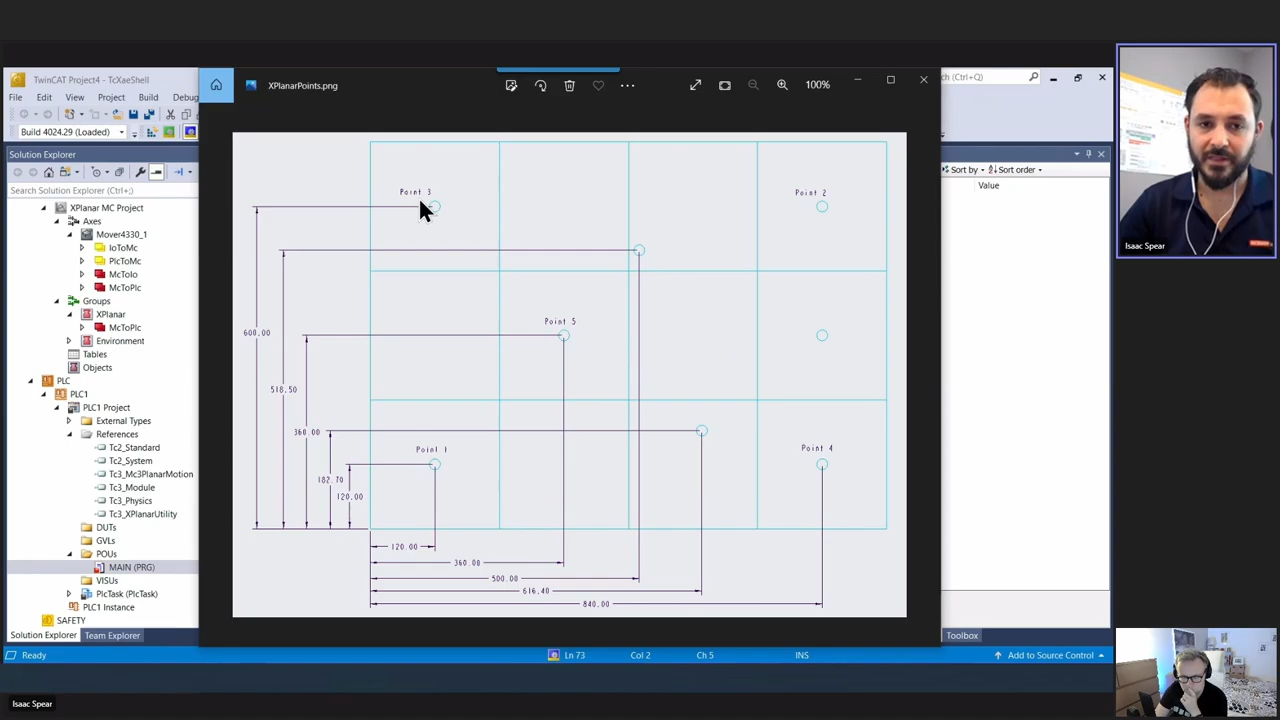 TwinCAT Project4 - TcXaeShell
File Edit View Project Build Debug
Build 4024.29 (Loaded)
Solution Explorer
Search Solution Explorer (Ctrl+;)
XPlanar MC Project
Axes
Mover4330_1
IoToMc
PlcToMc
McToIo
McToPlc
Groups
XPlanar
McToPlc
Environment
Tables
Objects
PLC
PLC1
PLC1 Project
External Types
References
Tc2_Standard
Tc2_System
Tc3_Mc3PlanarMotion
Tc3_Module
Tc3_Physics
Tc3_XPlanarUtility
DUTs
GVLs
POUs
MAIN (PRG)
VISUs
PlcTask (PlcTask)
PLC1 Instance
SAFETY
Solution Explorer Team Explorer
XPlanarPoints.png
100%
Point 3
Point 2
600.00
Point 5
518.50
360.00
Point 1
Point 4
182.70
120.00
120.00
360.00
500.00
616.40
840.00
(Ctrl+Q)
Sort by Sort order
Value
Toolbox
Ready Ln 73 Col 2 Ch 5 INS Add to Source Control
Isaac Spear
Isaac Spear